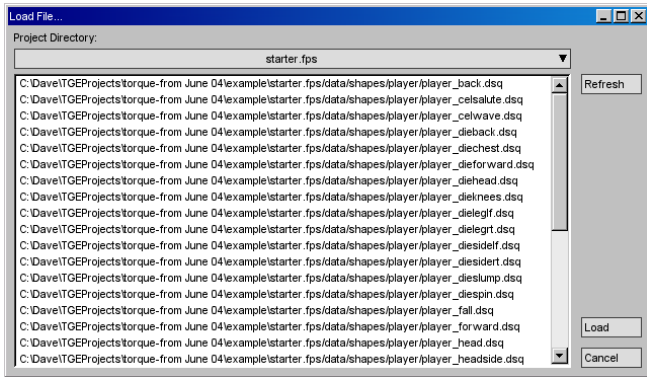 Load File...
Project Directory:
starter.fps
C:\Dave\TGEProjects\torque-from June 04\example\starter.fps/data/shapes/player/player_back.dsq
Refresh
C:\Dave\TGEProjects\torque-from June 04\example\starter.fps/data/shapes/player/player_celsalute.dsq
C:\Dave\TGEProjects\torque-from June 04\example\starter.fps/data/shapes/player/player_celwave.dsq
C:\Dave\TGEProjects\torque-from June 04\example\starter.fps/data/shapes/player/player_dieback.dsq
C:\Dave\TGEProjects\torque-from June 04\example\starter.fps/data/shapes/player/player_diechest.dsq
C:\Dave\TGEProjects\torque-from June 04\example\starter.fps/data/shapes/player/player_dieforward.dsq
C:\Dave\TGEProjects\torque-from June 04\example\starter.fps/data/shapes/player/player_diehead.dsq
C:\Dave\TGEProjects\torque-from June 04\example\starter.fps/data/shapes/player/player_dieknees.dsq
C:\Dave\TGEProjects\torque-from June 04\example\starter.fps/data/shapes/player/player_dieleglf.dsq
C:\Dave\TGEProjects\torque-from June 04\example\starter.fps/data/shapes/player/player_dielegrt.dsq
C:\Dave\TGEProjects\torque-from June 04\example\starter.fps/data/shapes/player/player_diesidelf.dsq
C:\Dave\TGEProjects\torque-from June 04\example\starter.fps/data/shapes/player/player_diesidert.dsq
C:\Dave\TGEProjects\torque-from June 04\example\starter.fps/data/shapes/player/player_dieslump.dsq
C:\Dave\TGEProjects\torque-from June 04\example\starter.fps/data/shapes/player/player_diespin.dsq
C:\Dave\TGEProjects\torque-from June 04\example\starter.fps/data/shapes/player/player_fall.dsq
C:\Dave\TGEProjects\torque-from June 04\example\starter.fps/data/shapes/player/player_forward.dsq
Load
C:\Dave\TGEProjects\torque-from June 04\example\starter.fps/data/shapes/player/player_head.dsq
C:\Dave\TGEProjects\torque-from June 04\example\starter.fps/data/shapes/player/player_headside.dsq
Cancel